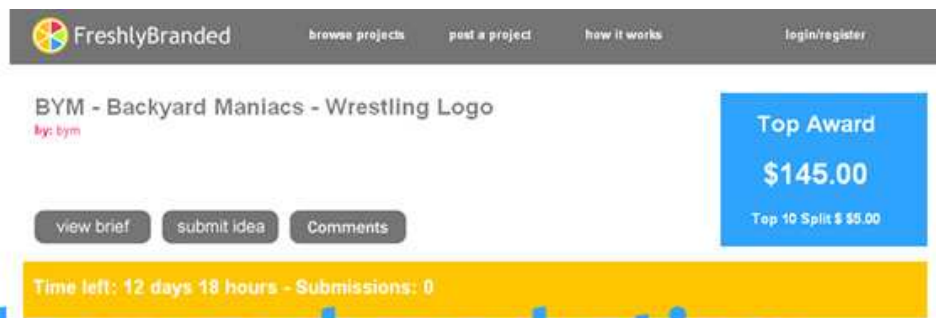 FreshlyBranded browse projects post a project how it works login/register
BYM - Backyard Maniacs - Wrestling Logo
by: bym
Top Award
$145.00
Top 10 Split $ $5.00
view brief submit idea Comments
Time left: 12 days 18 hours - Submissions: 0